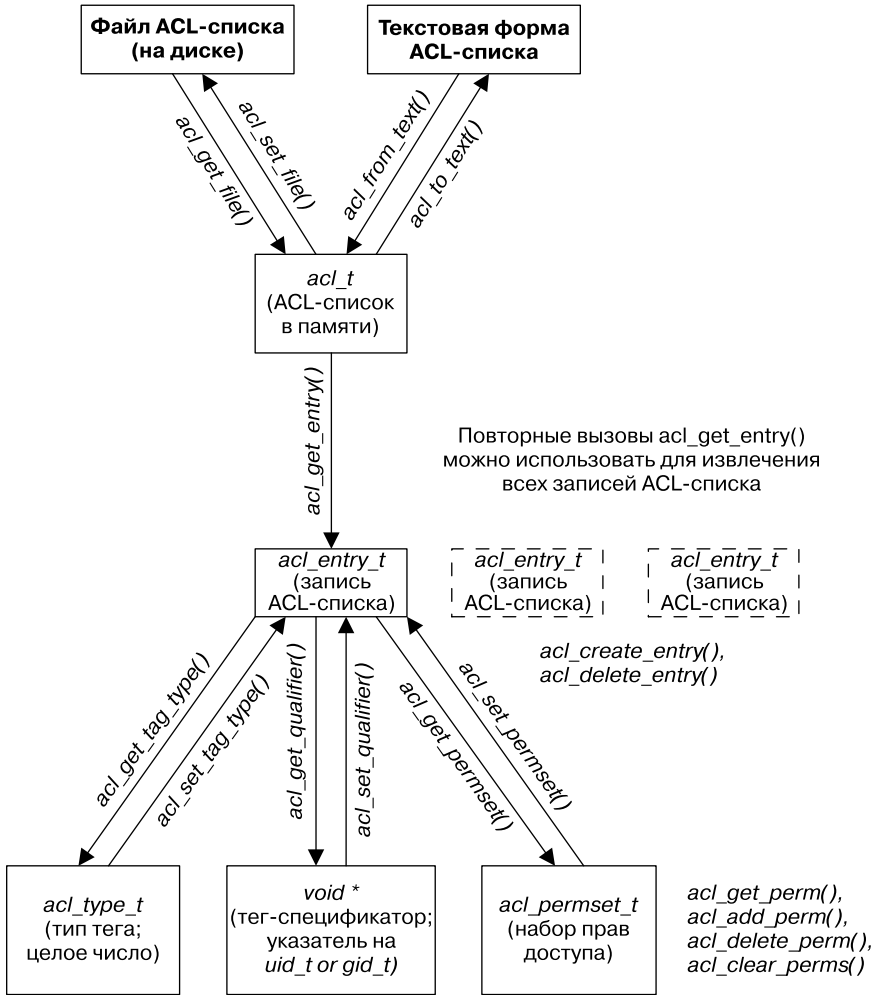 Файл ACL-списка
(на диске)
Текстовая форма
ACL-списка
acl_get_file()
acl_set_file()
acl_from_text()
acl_to_text()
acl_t
(ACL-список
в памяти)
acl_get_entry()
Повторные вызовы acl_get_entry()
можно использовать для извлечения
всех записей ACL-списка
acl_entry_t
(запись
ACL-списка)
acl_entry_t
(запись
ACL-списка)
acl_entry_t
(запись
ACL-списка)
acl_create_entry(),
acl_delete_entry()
acl_get_tag_type()
acl_set_tag_type()
acl_get_qualifier()
acl_set_qualifier()
acl_get_permset()
acl_set_permset()
acl_type_t
(тип тега;
целое число)
void *
(тег-спецификатор;
указатель на
uid_t or gid_t)
acl_permset_t
(набор прав
доступа)
acl_get_perm(),
acl_add_perm(),
acl_delete_perm(),
acl_clear_perms()